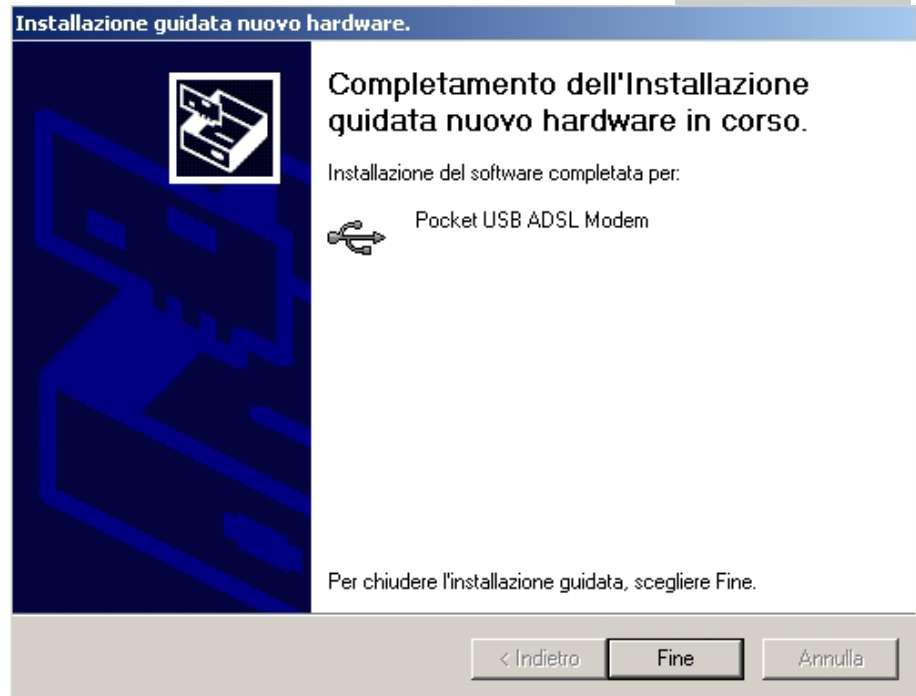 Installazione guidata nuovo hardware.
Completamento dell'Installazione
guidata nuovo hardware in corso.
Installazione del software completata per:
Pocket USB ADSL Modem
Per chiudere l'installazione guidata, scegliere Fine.
< Indietro Fine Annulla